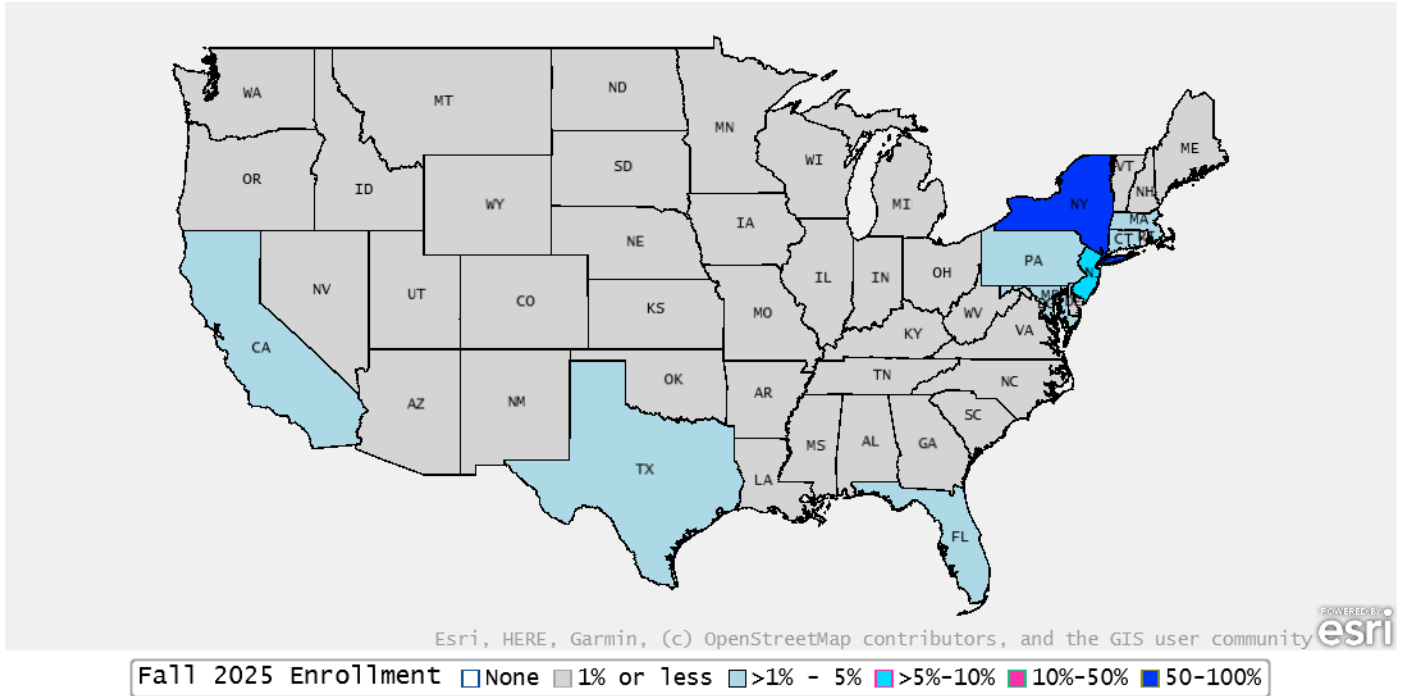 WA
MT
ND
MN
ME
OR
ID
SD
WI
VT
NH
WY
MI
NY
MA
IA
NE
CT
PA
NV
UT
CO
IL
IN
OH
KS
MO
WV
KY
VA
CA
AZ
NM
OK
AR
TN
NC
SC
MS
AL
GA
TX
LA
FL
Esri, HERE, Garmin, (c) OpenStreetMap contributors, and the GIS user community
POWERED BY
esri
Fall 2025 Enrollment None 1% or less >1% - 5% >5%-10% 10%-50% 50-100%